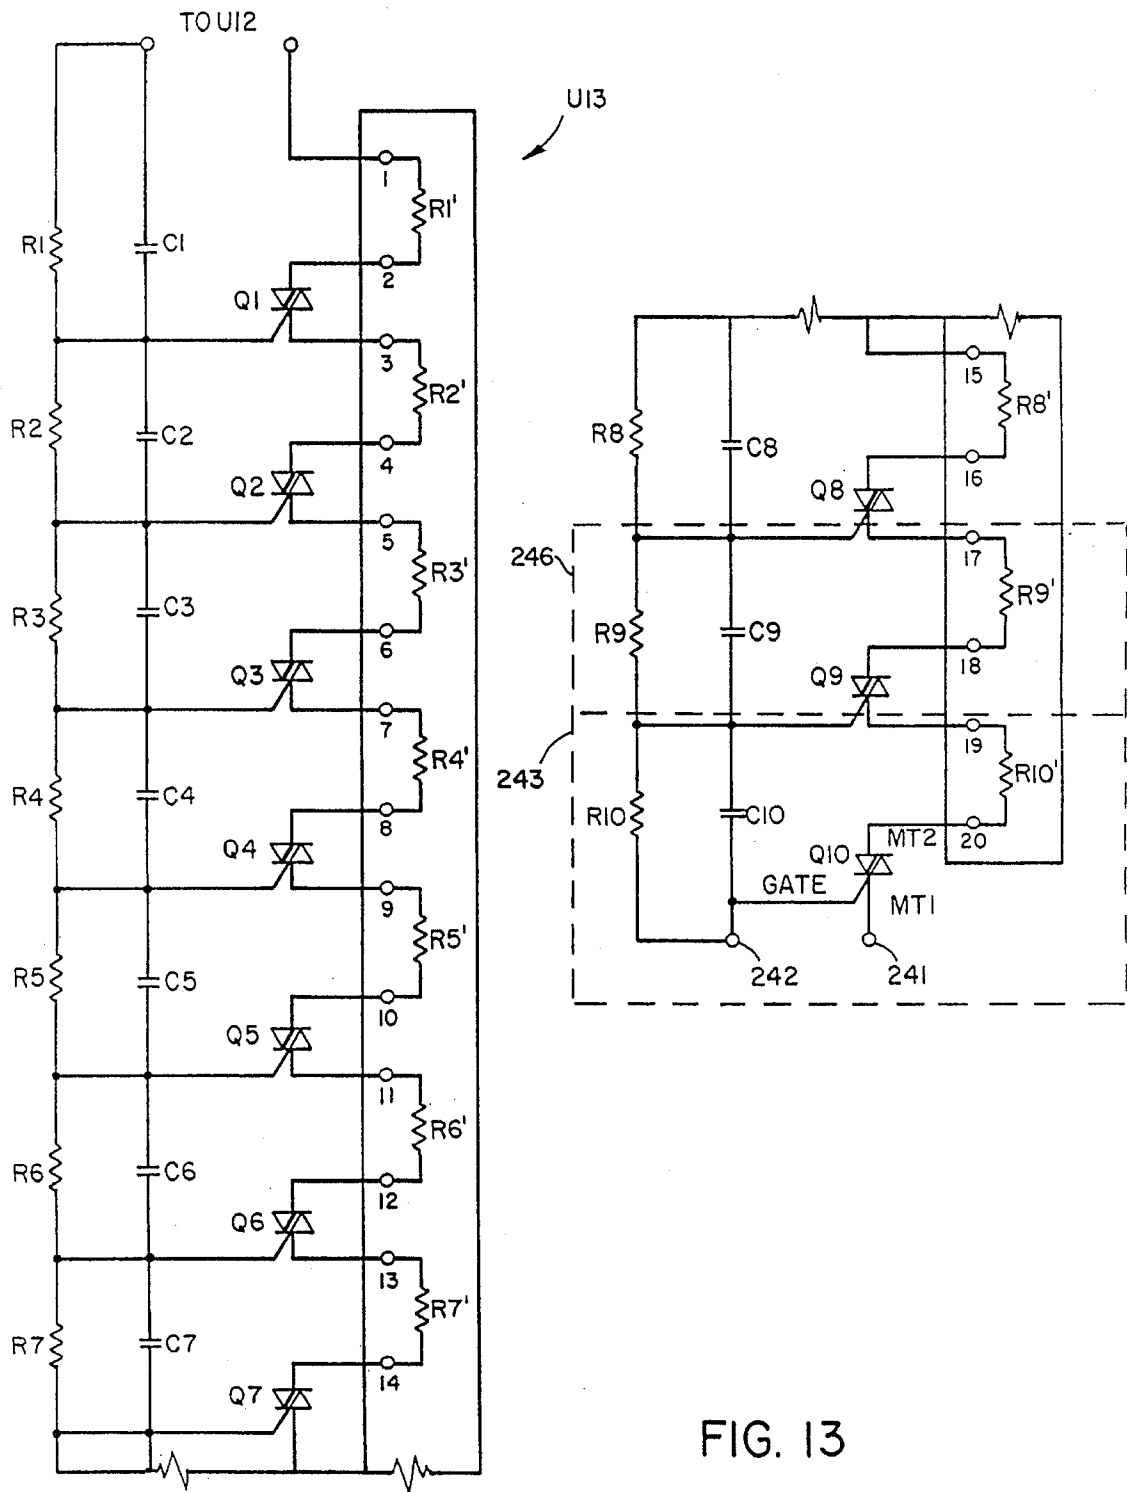 TO U12
U13
1
R1'
R1
C1
2
Q1
3
R2'
R2
C2
4
Q2
5
R3'
R3
C3
6
Q3
7
R4'
R4
C4
8
Q4
9
R5'
R5
C5
10
Q5
11
R6'
R6
C6
12
Q6
13
R7'
R7
C7
14
Q7
15
R8'
R8
C8
16
Q8
17
246
R9'
R9
C9
18
Q9
19
243
R10'
R10
C10
MT2
20
Q10
GATE
MT1
242
241
FIG. 13